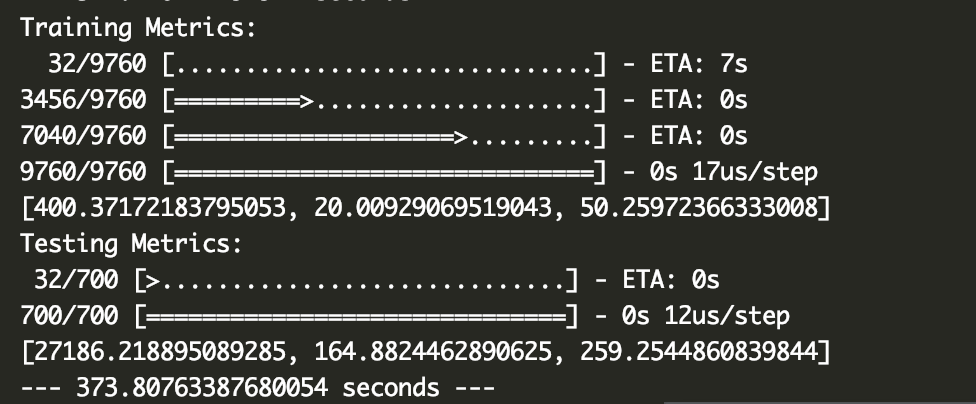 Training Metrics:
32/9760 [..............................] - ETA: 7s
3456/9760 [=========>....................] - ETA: 0s
7040/9760 [====================>.........] - ETA: 0s
9760/9760 [==============================] - 0s 17us/step
[400.37172183795053, 20.00929069519043, 50.25972366333008]
Testing Metrics:
32/700 [>.............................] - ETA: 0s
700/700 [==============================] - 0s 12us/step
[27186.218895089285, 164.8824462890625, 259.2544860839844]
--- 373.80763387680054 seconds ---